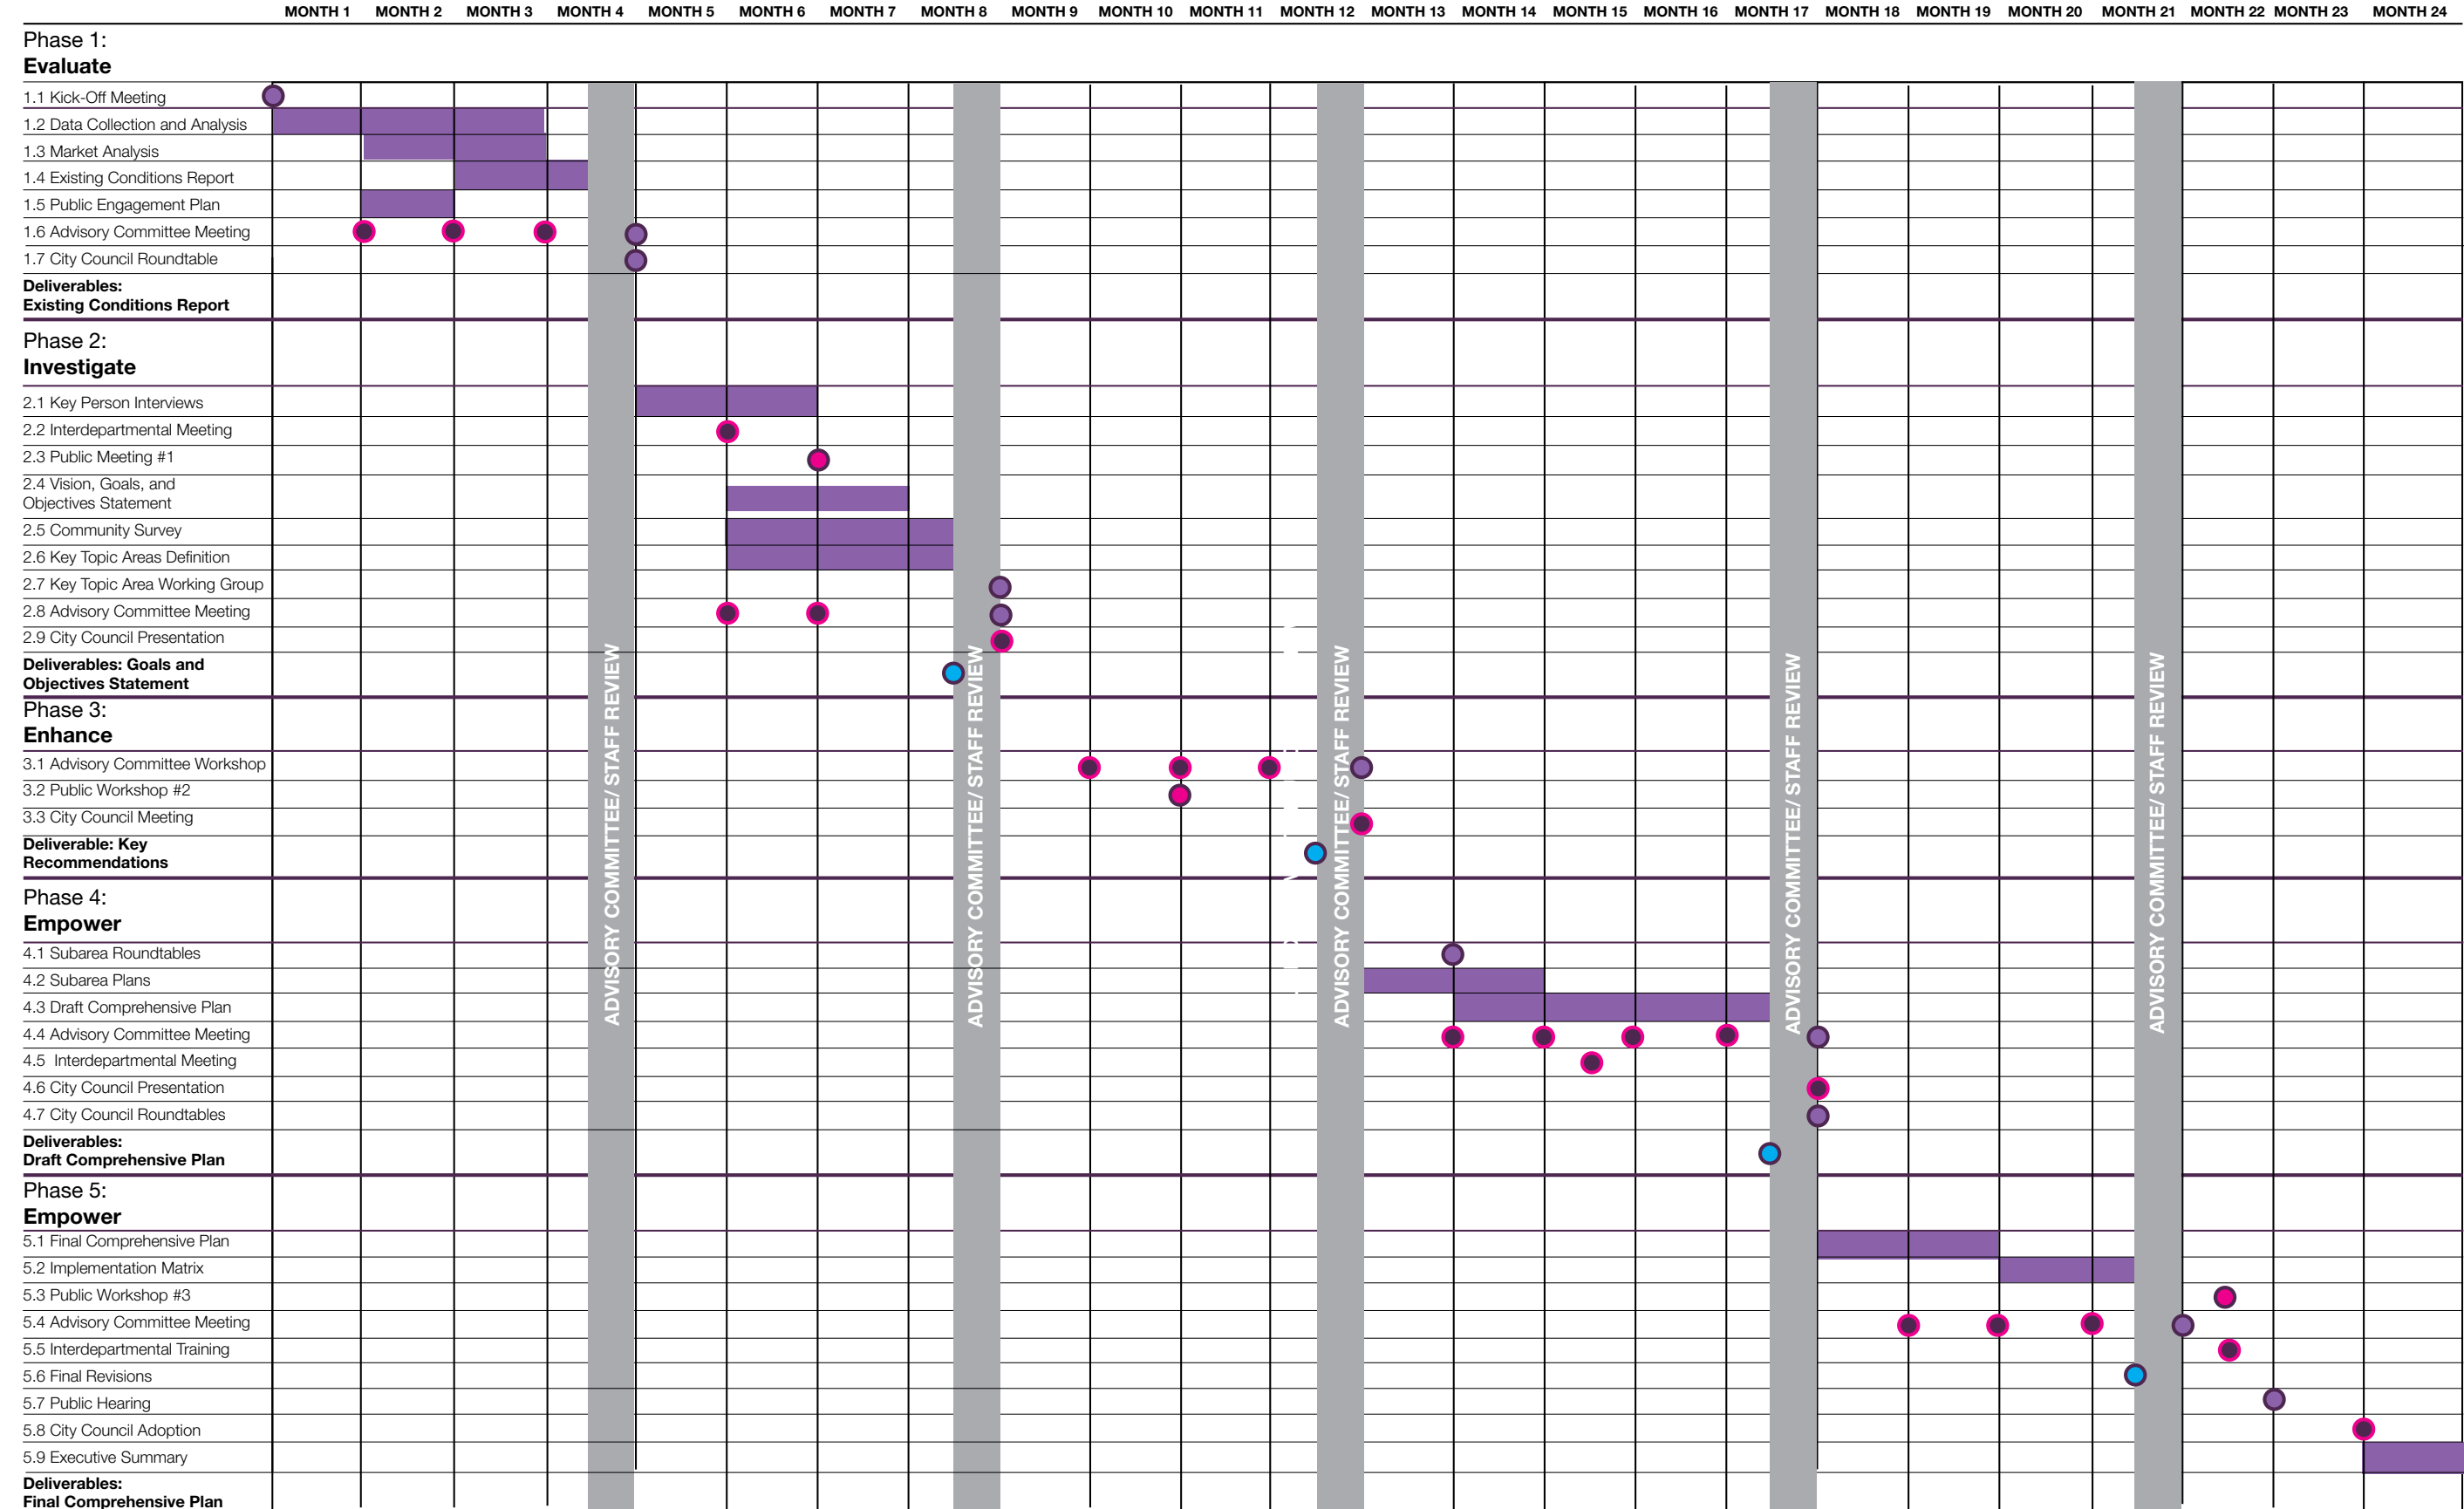 MONTH 1 MONTH 2 MONTH 3 MONTH 4 MONTH 5 MONTH 6 MONTH 7 MONTH 8 MONTH 9 MONTH 10 MONTH 11 MONTH 12 MONTH 13 MONTH 14 MONTH 15 MONTH 16 MONTH 17 MONTH 18 MONTH 19 MONTH 20 MONTH 21 MONTH 22 MONTH 23 MONTH 24
Phase 1:
Evaluate
1.1 Kick-Off Meeting
1.2 Data Collection and Analysis
1.3 Market Analysis
1.4 Existing Conditions Report
1.5 Public Engagement Plan
1.6 Advisory Committee Meeting
1.7 City Council Roundtable
Deliverables:
Existing Conditions Report
Phase 2:
Investigate
2.1 Key Person Interviews
2.2 Interdepartmental Meeting
2.3 Public Meeting #1
2.4 Vision, Goals, and
Objectives Statement
2.5 Community Survey
2.6 Key Topic Areas Definition
2.7 Key Topic Area Working Group
2.8 Advisory Committee Meeting
2.9 City Council Presentation
Deliverables: Goals and
Objectives Statement
Phase 3:
Enhance
3.1 Advisory Committee Workshop
3.2 Public Workshop #2
3.3 City Council Meeting
Deliverable: Key
Recommendations
Phase 4:
Empower
4.1 Subarea Roundtables
4.2 Subarea Plans
4.3 Draft Comprehensive Plan
4.4 Advisory Committee Meeting
4.5 Interdepartmental Meeting
4.6 City Council Presentation
4.7 City Council Roundtables
Deliverables:
Draft Comprehensive Plan
Phase 5:
Empower
5.1 Final Comprehensive Plan
5.2 Implementation Matrix
5.3 Public Workshop #3
5.4 Advisory Committee Meeting
5.5 Interdepartmental Training
5.6 Final Revisions
5.7 Public Hearing
5.8 City Council Adoption
5.9 Executive Summary
Deliverables:
Final Comprehensive Plan
ADVISORY COMMITTEE/ STAFF REVIEW
ADVISORY COMMITTEE/ STAFF REVIEW
ADVISORY COMMITTEE/ STAFF REVIEW
ADVISORY COMMITTEE/ STAFF REVIEW
ADVISORY COMMITTEE/ STAFF REVIEW